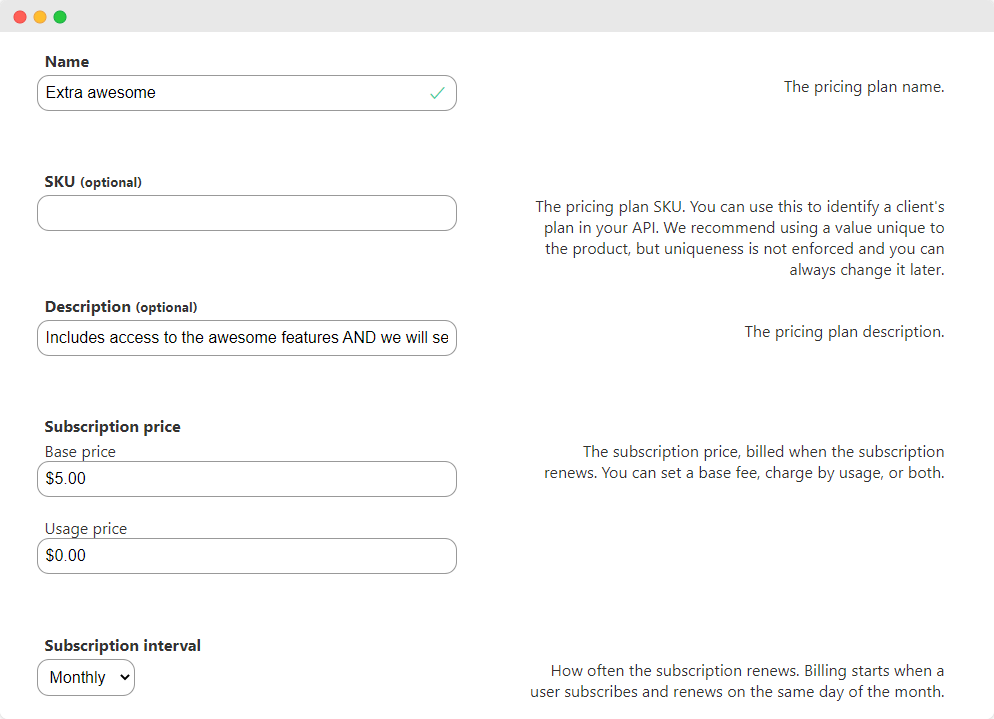 Name
Extra awesome
The pricing plan name.
SKU (optional)
The pricing plan SKU. You can use this to identify a client's
plan in your API. We recommend using a value unique to
the product, but uniqueness is not enforced and you can
always change it later.
Description (optional)
Includes access to the awesome features AND we will se
The pricing plan description.
Subscription price
Base price
$5.00
The subscription price, billed when the subscription
renews. You can set a base fee, charge by usage, or both.
Usage price
$0.00
Subscription interval
Monthly
How often the subscription renews. Billing starts when a
user subscribes and renews on the same day of the month.